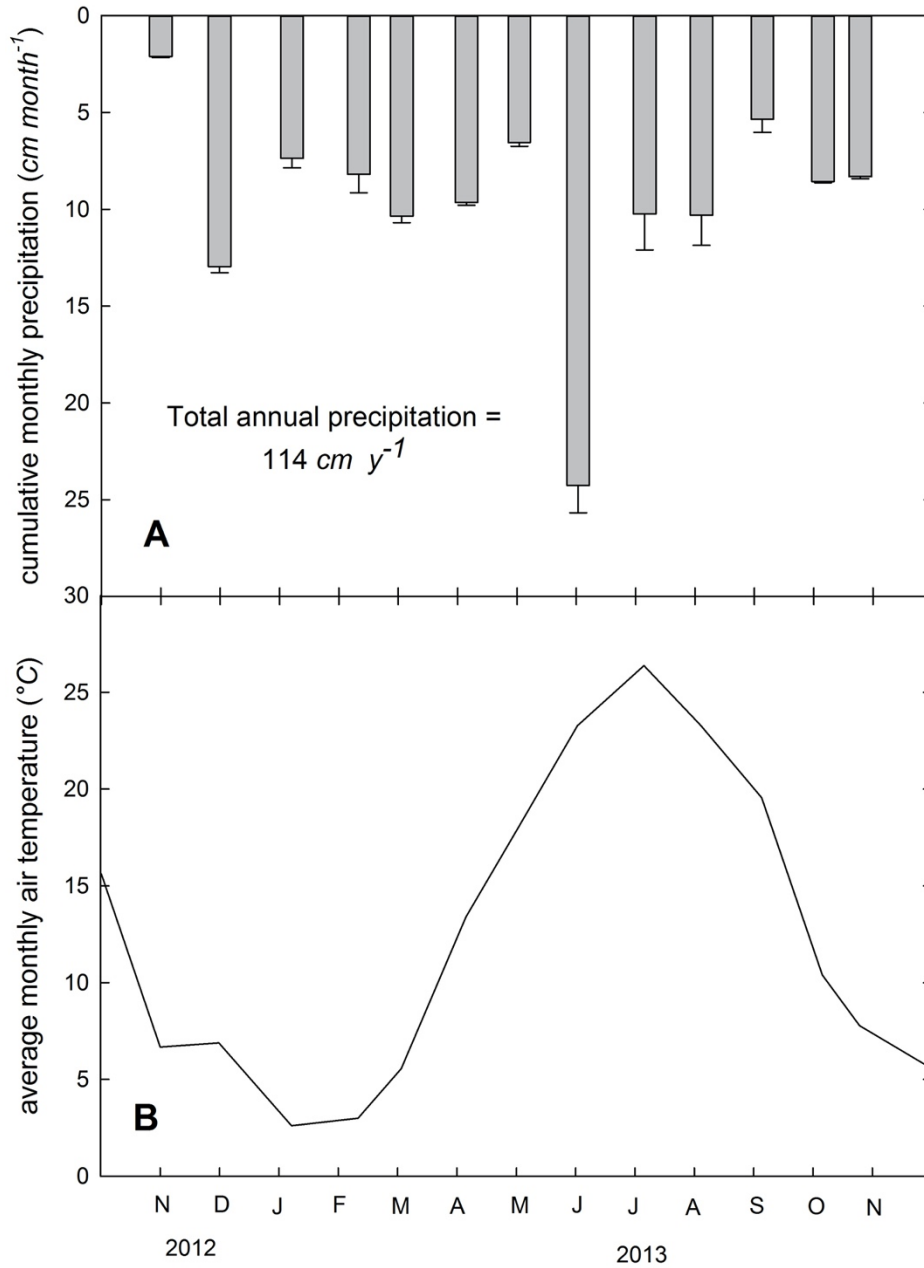 0
5
10
15
20
25
30
cumulative monthly precipitation (cm month⁻¹)
Total annual precipitation =
114 cm y⁻¹
A
25
20
15
10
5
0
average monthly air temperature (°C)
B
N D J F M A M J J A S O N
2012 2013